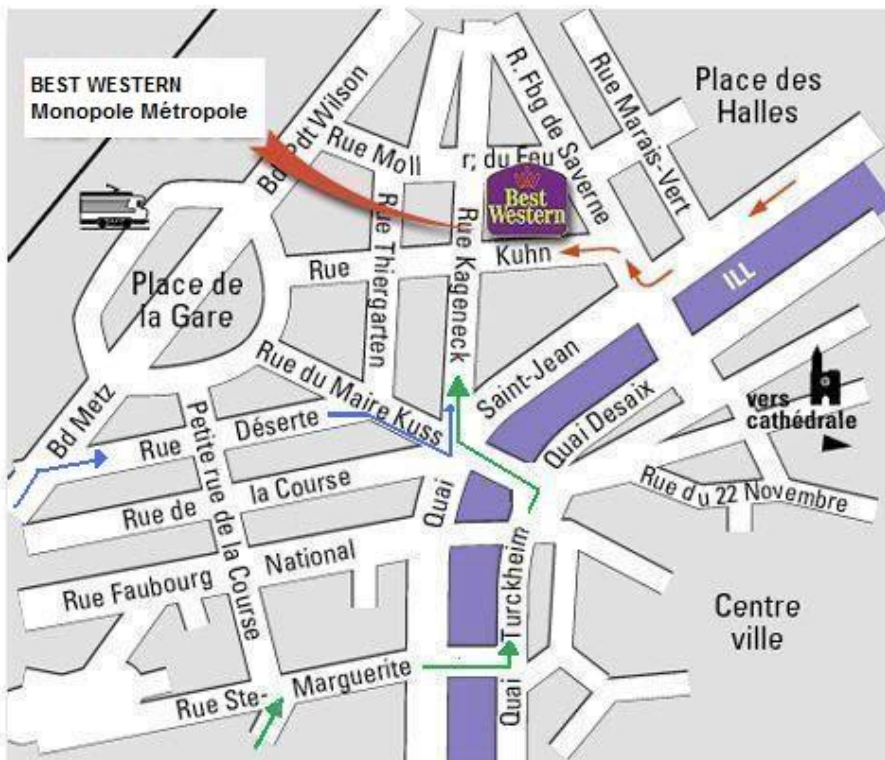 BEST WESTERN
Monopole Métropole
Bd Pdt Wilson
R. Fbg de Saverne
Rue Marais-Vert
Place des
Halles
Rue Moll
r; du Feu
Best
Western
Rue Thiergarten
Rue Kageneck
Rue
Kuhn
ILL
Place de
la Gare
Rue du Maire Kuss
Saint-Jean
Quai Desaix
vers
cathédrale
Bd Metz
Rue
Déserte
Petite rue de la Course
Rue de
la Course
Quai
Rue du 22 Novembre
Rue Faubourg
National
Quai
Turckheim
Centre
ville
Rue Ste-
Marguerite